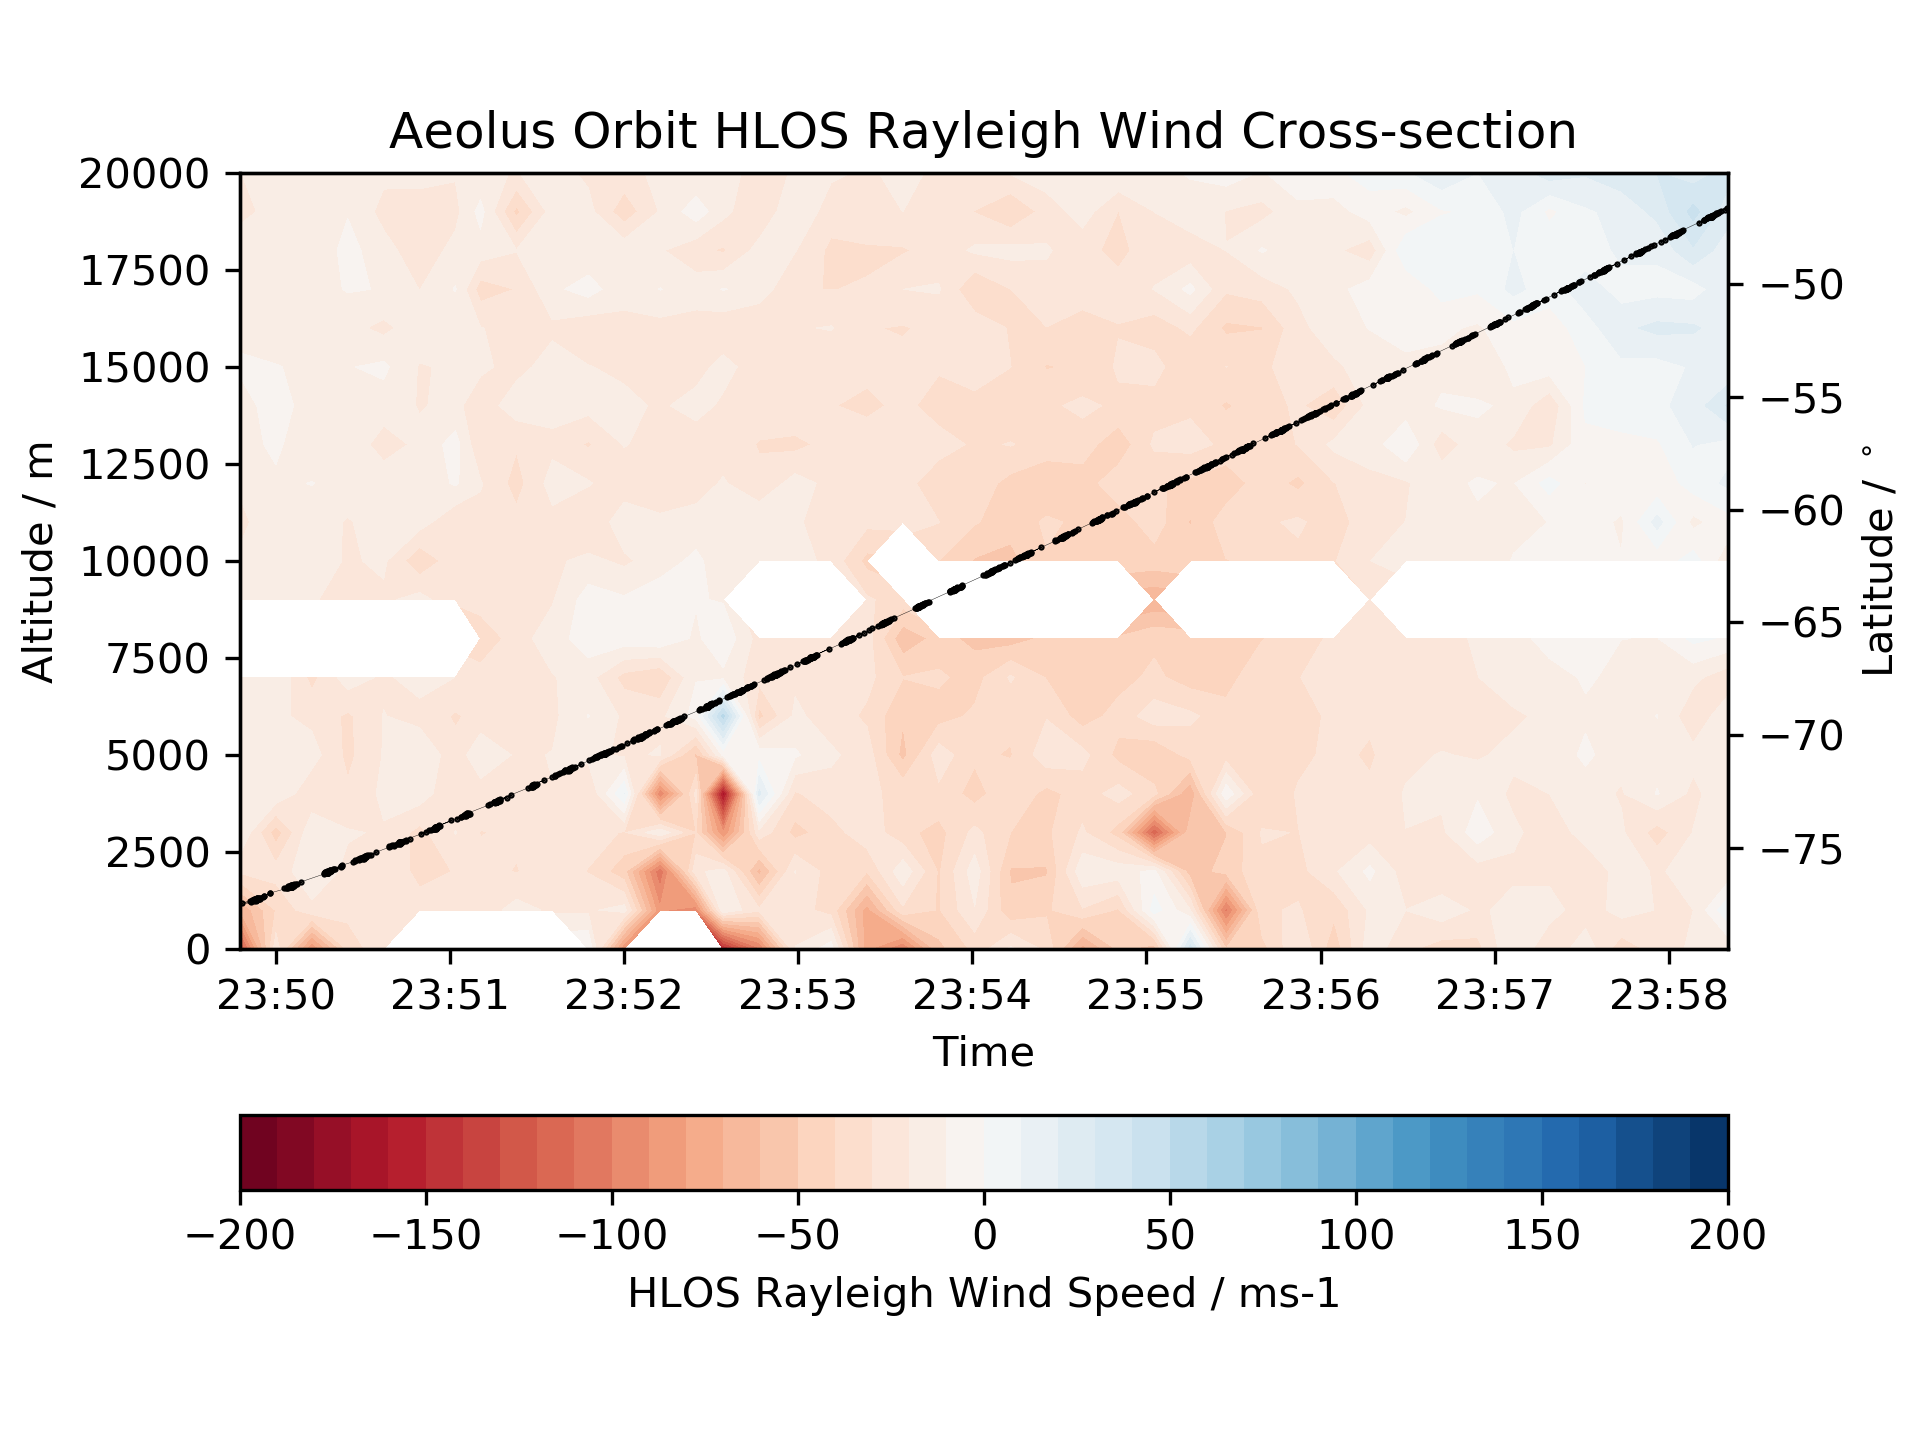 Aeolus Orbit HLOS Rayleigh Wind Cross-section
20000
17500
15000
12500
10000
7500
5000
2500
0
Altitude / m
−50
−55
−60
−65
−70
−75
Latitude / °
23:50 23:51 23:52 23:53 23:54 23:55 23:56 23:57 23:58
Time
−200 −150 −100 −50 0 50 100 150 200
HLOS Rayleigh Wind Speed / ms-1